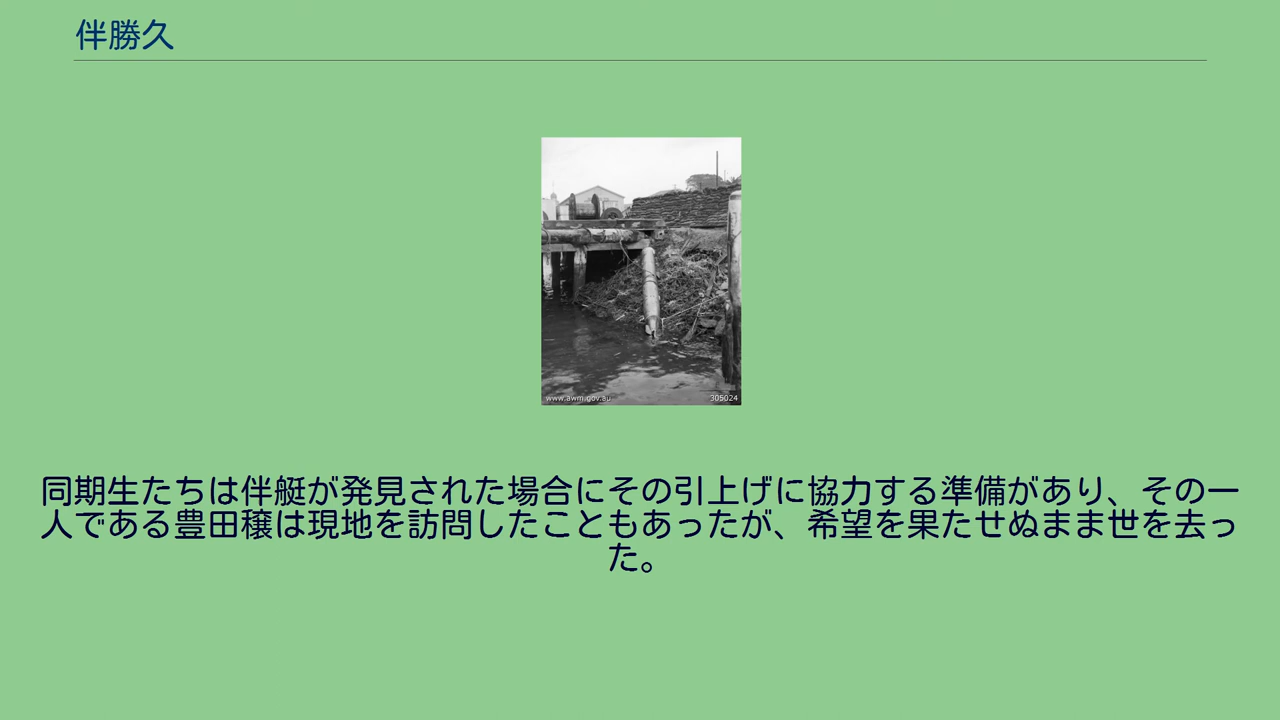 伴勝久
www.awm.gov.au
305024
同期生たちは伴艇が発見された場合にその引上げに協力する準備があり、その一
人である豊田穣は現地を訪問したこともあったが、希望を果たせぬまま世を去っ
た。